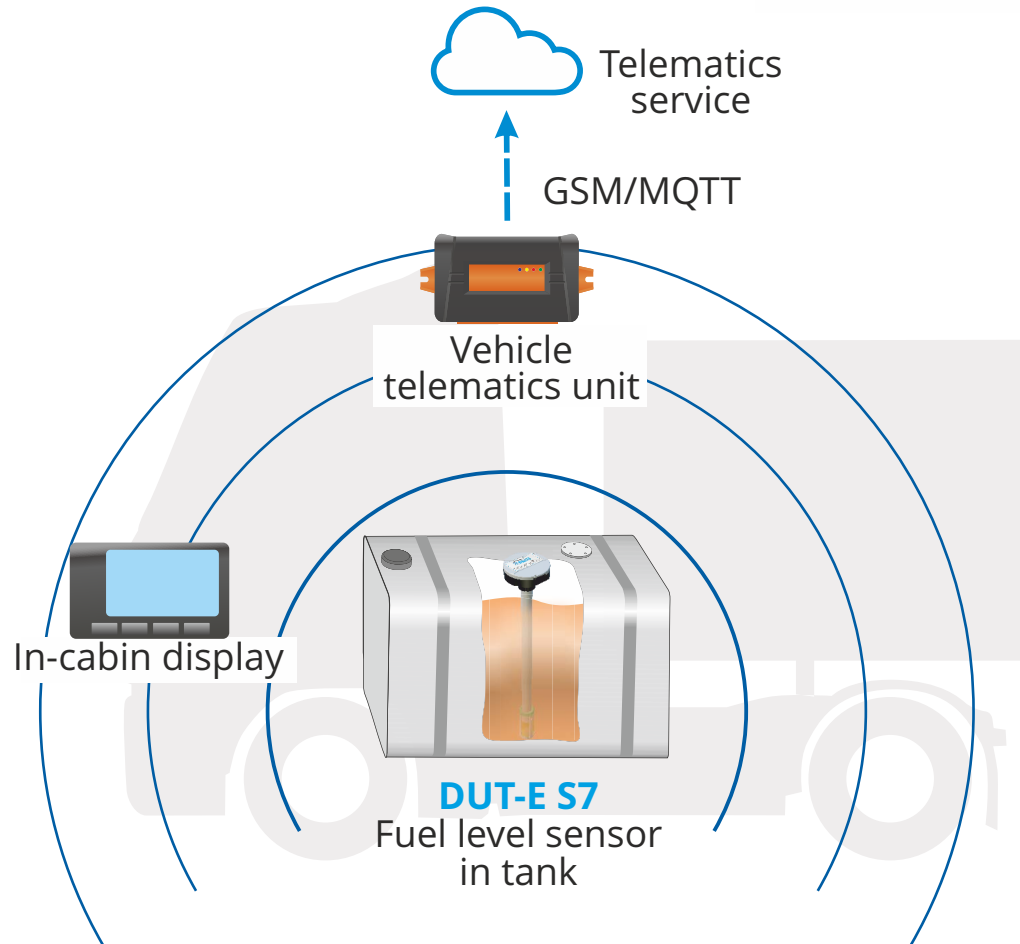 Telematics
service
GSM/MQTT
Vehicle
telematics unit
In-cabin display
DUT-E S7
Fuel level sensor
in tank